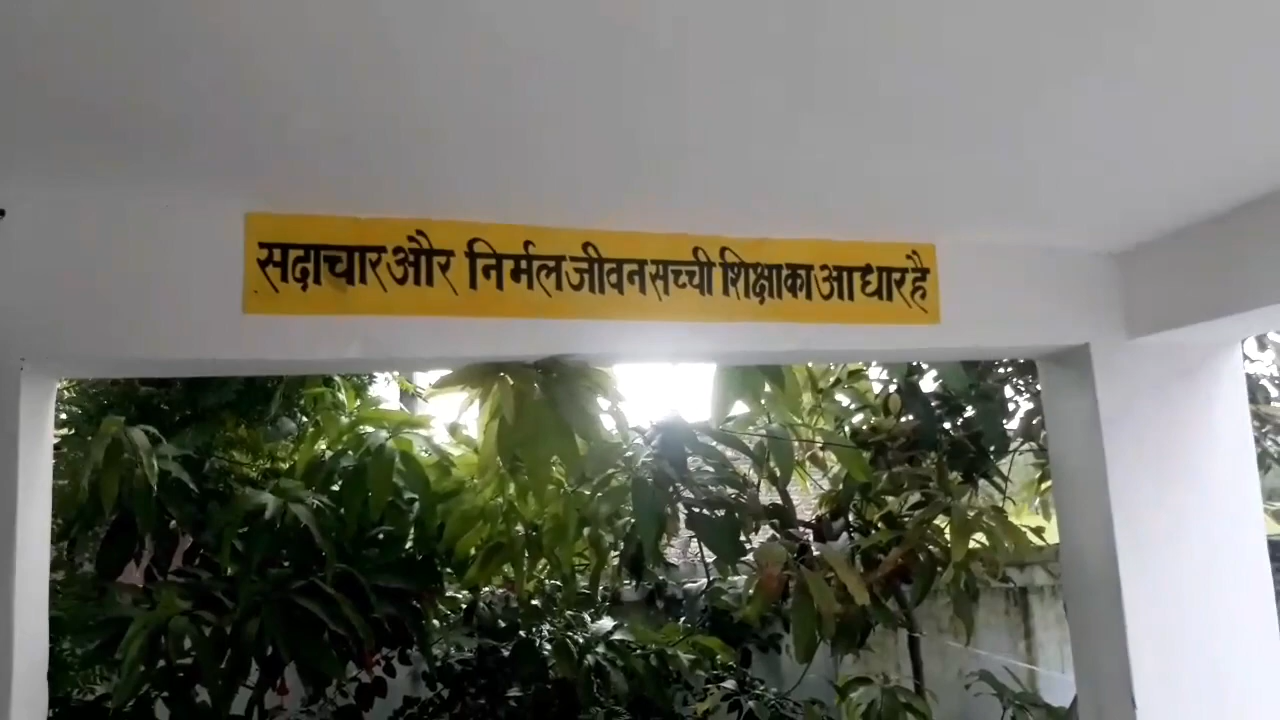 सदाचार और निर्मल जीवन सच्ची शिक्षा का आधार है